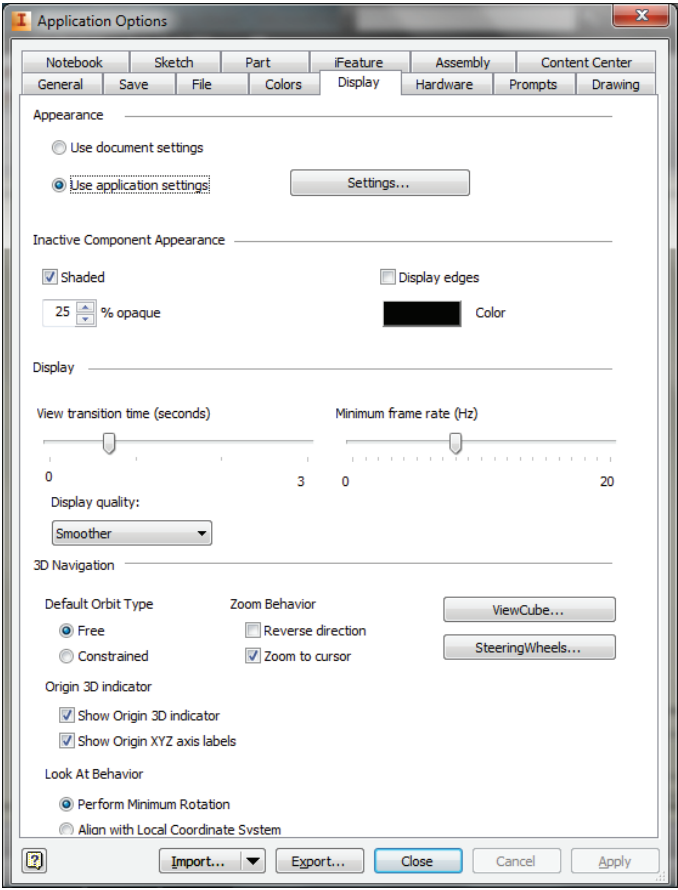 Application Options
Notebook Sketch Part iFeature Assembly Content Center
General Save File Colors Display Hardware Prompts Drawing
Appearance
Use document settings
Use application settings Settings...
Inactive Component Appearance
Shaded Display edges
25 % opaque Color
Display
View transition time (seconds) Minimum frame rate (Hz)
0 3 0 20
Display quality:
Smoother
3D Navigation
Default Orbit Type Zoom Behavior ViewCube...
Free Reverse direction
Constrained Zoom to cursor SteeringWheels...
Origin 3D indicator
Show Origin 3D indicator
Show Origin XYZ axis labels
Look At Behavior
Perform Minimum Rotation
Align with Local Coordinate System
? Import... Export... Close Cancel Apply